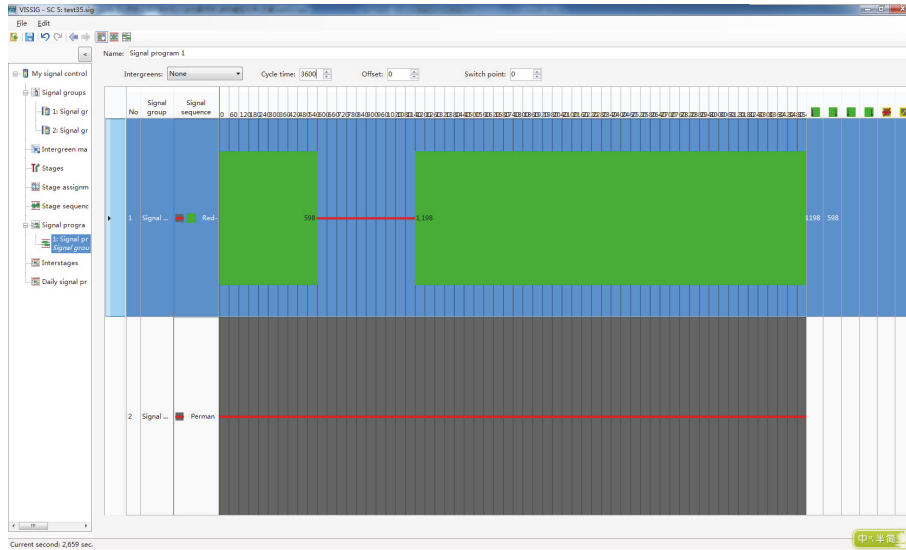 VISSIG - SC 5: test35.sig
File Edit
<
Name: Signal program 1
My signal control
Signal groups
1: Signal gr
2: Signal gr
Intergreen ma
Stages
Stage assignm
Stage sequenc
Signal progra
1: Signal pr
Signal grou
Interstages
Daily signal pr
Intergreens: None Cycle time: 3600 Offset: 0 Switch point: 0
No Signal group Signal sequence 0 60
1 Signal ... Red- 598 1,198 1198 598
2 Signal ... Perman
Current second: 2,659 sec.
中 半 简